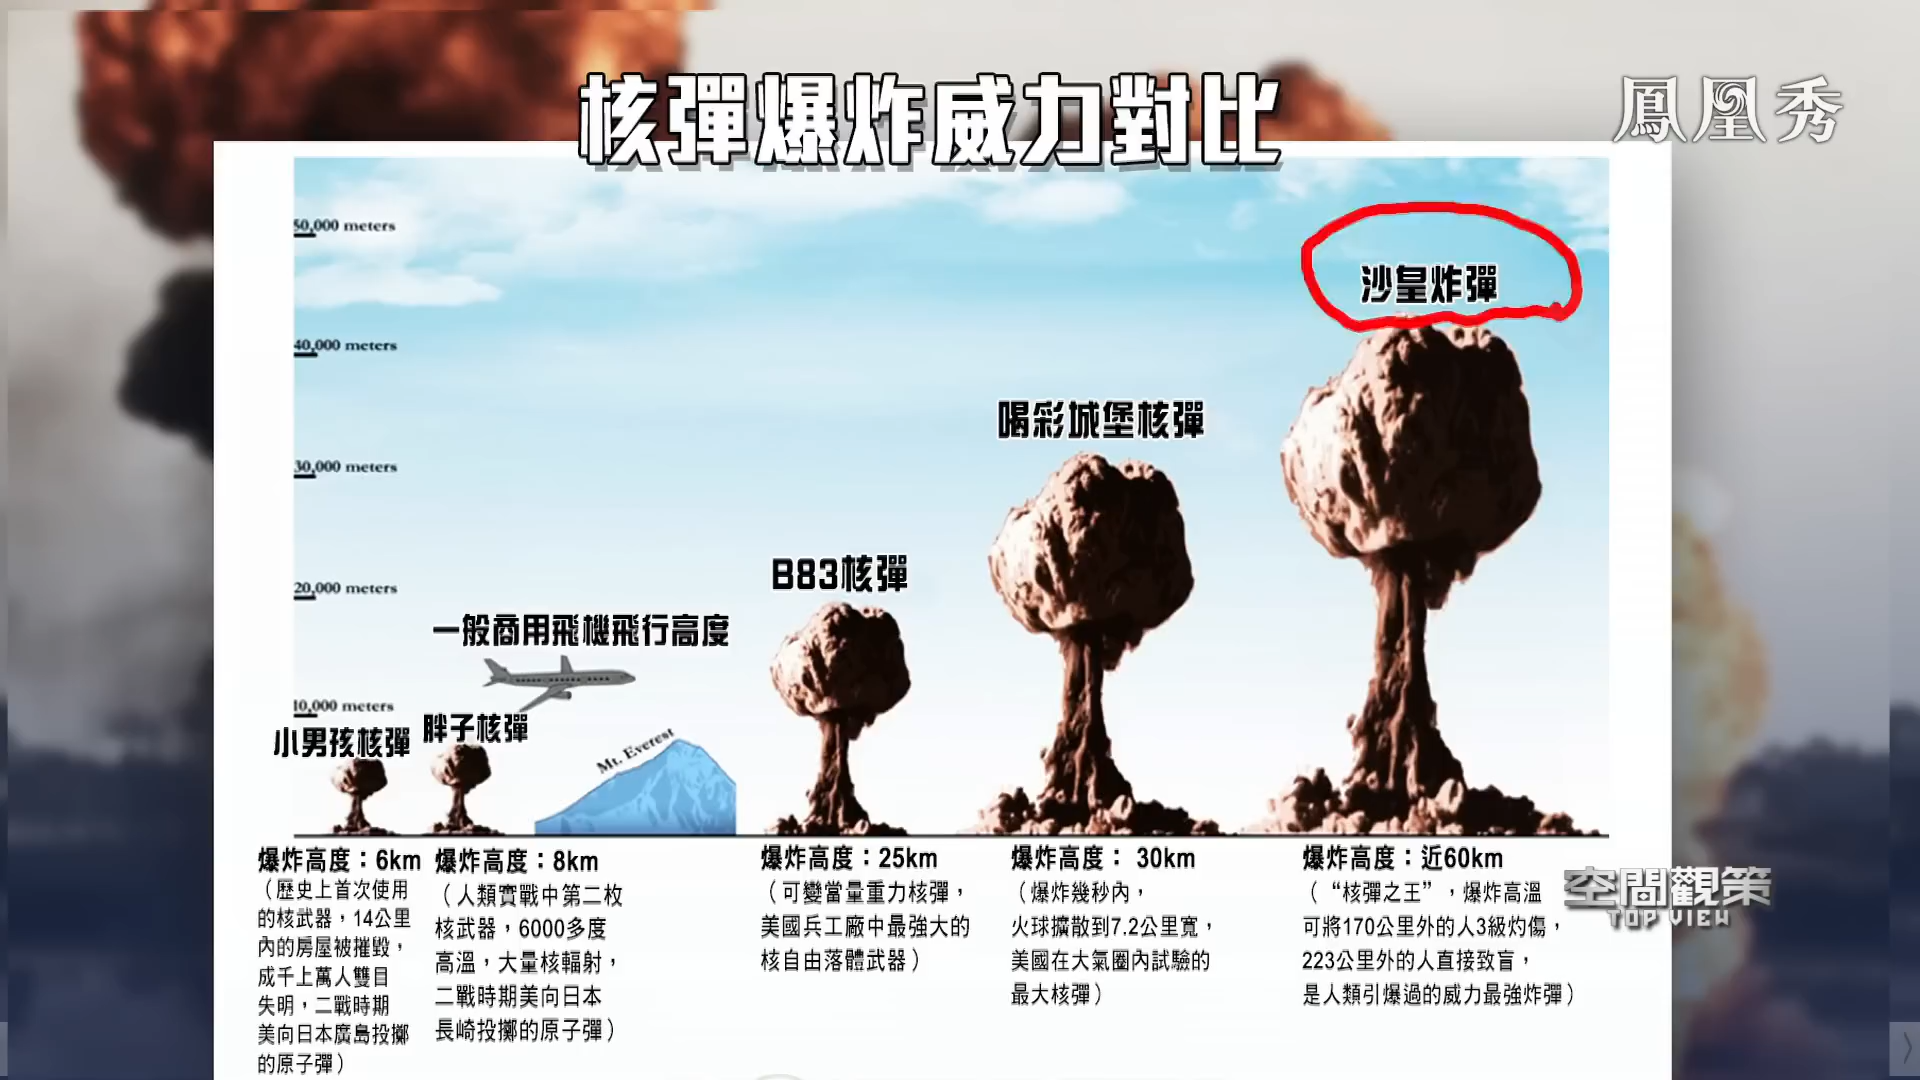 核彈爆炸威力對比
鳳凰秀
50,000 meters
沙皇炸彈
40,000 meters
喝彩城堡核彈
30,000 meters
B83核彈
20,000 meters
一般商用飛機飛行高度
10,000 meters
小男孩核彈
胖子核彈
Mt. Everest
爆炸高度：6km
（歷史上首次使用
的核武器，14公里
內的房屋被摧毀，
成千上萬人雙目
失明，二戰時期
美向日本廣島投擲
的原子彈）
爆炸高度：8km
（人類實戰中第二枚
核武器，6000多度
高溫，大量核輻射，
二戰時期美向日本
長崎投擲的原子彈）
爆炸高度：25km
（可變當量重力核彈，
美國兵工廠中最強大的
核自由落體武器）
爆炸高度： 30km
（爆炸幾秒內，
火球擴散到7.2公里寬，
美國在大氣圈內試驗的
最大核彈）
爆炸高度：近60km
（“核彈之王”，爆炸高溫
可將170公里外的人3級灼傷，
223公里外的人直接致盲，
是人類引爆過的威力最強炸彈）
空間觀策
TOP VIEW